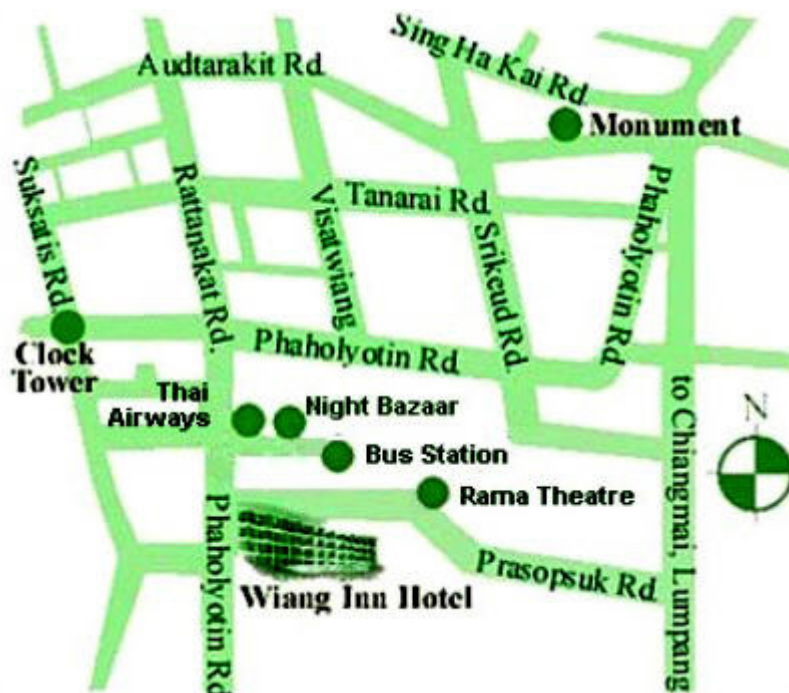 Sing Ha Kai Rd.
Audtarakit Rd.
Monument
Suksatis Rd.
Rattanakat Rd.
Visatwiang
Tanarai Rd.
Srikeud Rd.
Phaholyotin Rd.
Phaholyotin Rd.
Clock
Tower
Thai
Airways
Night Bazaar
Bus Station
Rama Theatre
N
to Chiangmai, Lumpang
Phaholyotin Rd.
Wiang Inn Hotel
Prasopsuk Rd.